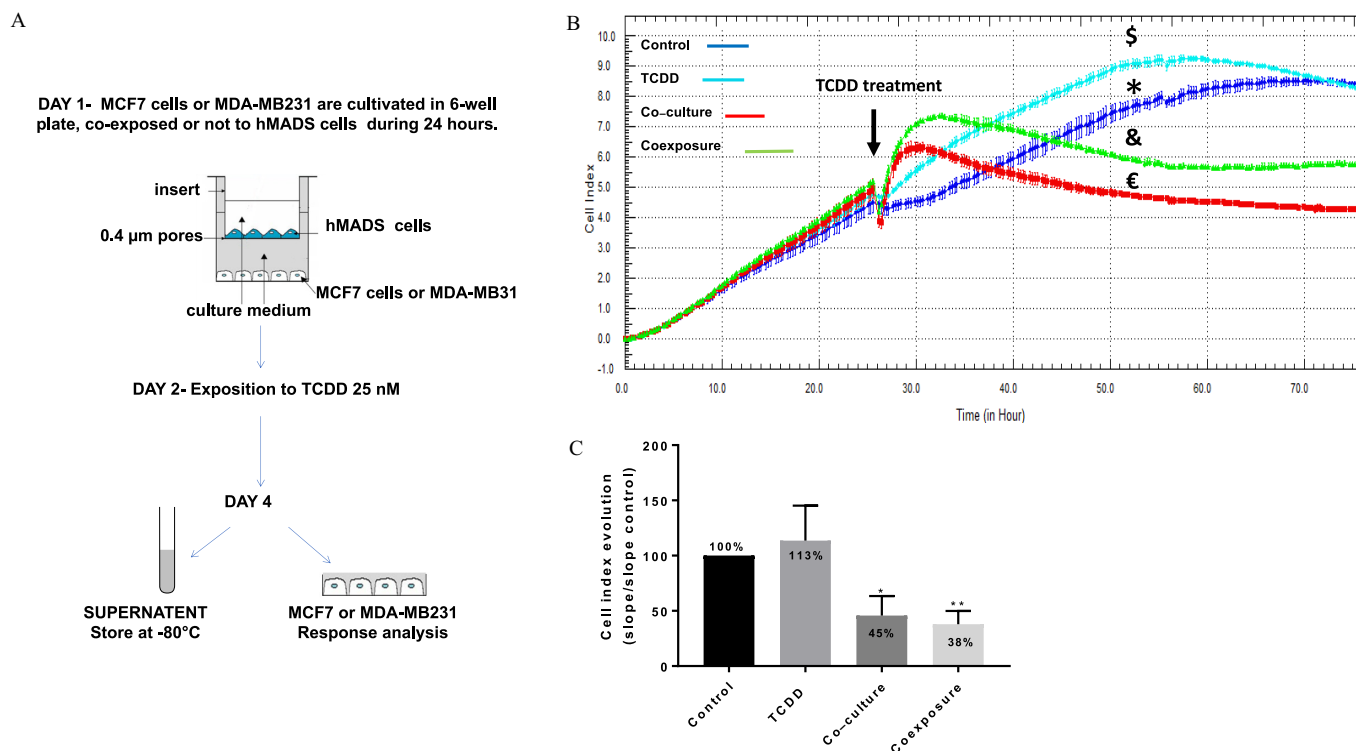 A
DAY 1- MCF7 cells or MDA-MB231 are cultivated in 6-well
plate, co-exposed or not to hMADS cells during 24 hours.
insert
hMADS cells
0.4 µm pores
MCF7 cells or MDA-MB31
culture medium
DAY 2- Exposition to TCDD 25 nM
DAY 4
SUPERNATENT
Store at -80°C
MCF7 or MDA-MB231
Response analysis
B
Control
TCDD
Co-culture
Coexposure
TCDD treatment
$
*
&
€
Cell Index
10.0
9.0
8.0
7.0
6.0
5.0
4.0
3.0
2.0
1.0
0.0
-1.0
0.0 10.0 20.0 30.0 40.0 50.0 60.0 70.0
Time (in Hour)
C
Cell index evolution
(slope/slope control)
200
150
100
50
0
100%
113%
*
45%
**
38%
Control
TCDD
Co-culture
Coexposure